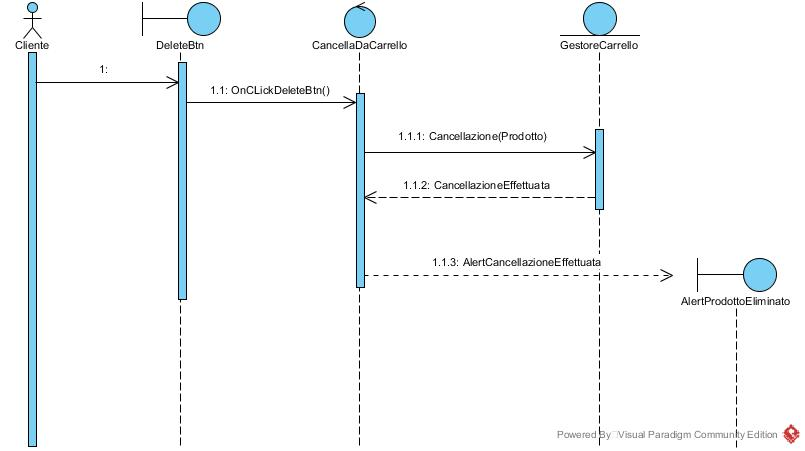 Cliente
DeleteBtn
CancellaDaCarrello
GestoreCarrello
1:
1.1: OnCLickDeleteBtn()
1.1.1: Cancellazione(Prodotto)
1.1.2: CancellazioneEffettuata
1.1.3: AlertCancellazioneEffettuata
AlertProdottoEliminato
Powered By Visual Paradigm Community Edition